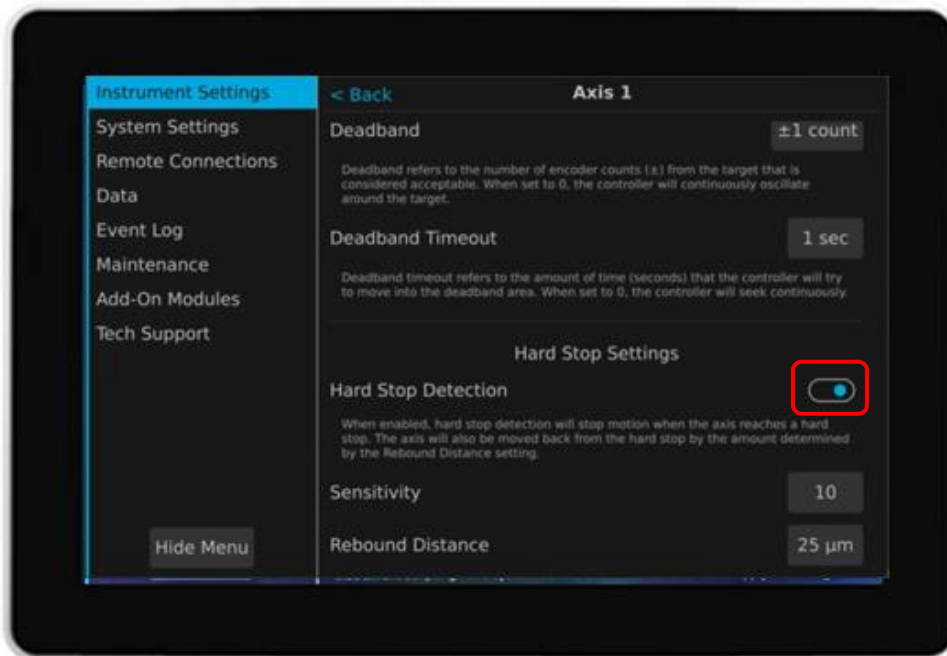 Instrument Settings
System Settings
Remote Connections
Data
Event Log
Maintenance
Add-On Modules
Tech Support
Hide Menu
< Back
Axis 1
Deadband
±1 count
Deadband refers to the number of encoder counts (±) from the target that is
considered acceptable. When set to 0, the controller will continuously oscillate
around the target.
Deadband Timeout
1 sec
Deadband timeout refers to the amount of time (seconds) that the controller will try
to move into the deadband area. When set to 0, the controller will seek continuously.
Hard Stop Settings
Hard Stop Detection
When enabled, hard stop detection will stop motion when the axis reaches a hard
stop. The axis will also be moved back from the hard stop by the amount determined
by the Rebound Distance setting.
Sensitivity
10
Rebound Distance
25 µm